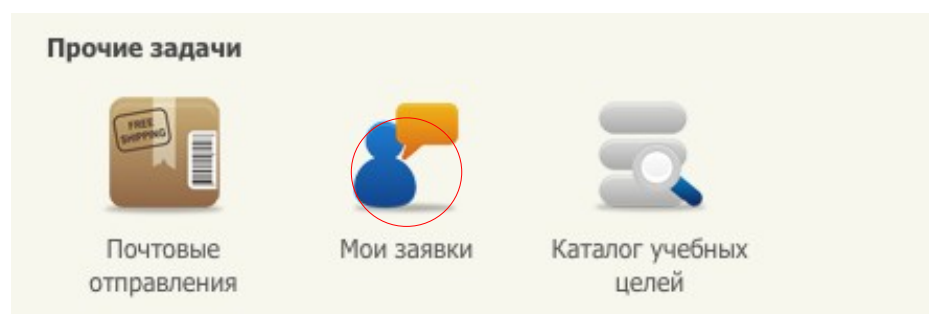 Прочие задачи
FREE
SHIPPING
Почтовые
отправления
Мои заявки
Каталог учебных
целей